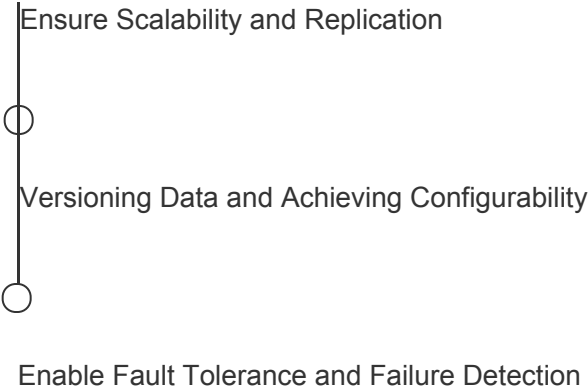 Ensure Scalability and Replication
Versioning Data and Achieving Configurability
Enable Fault Tolerance and Failure Detection